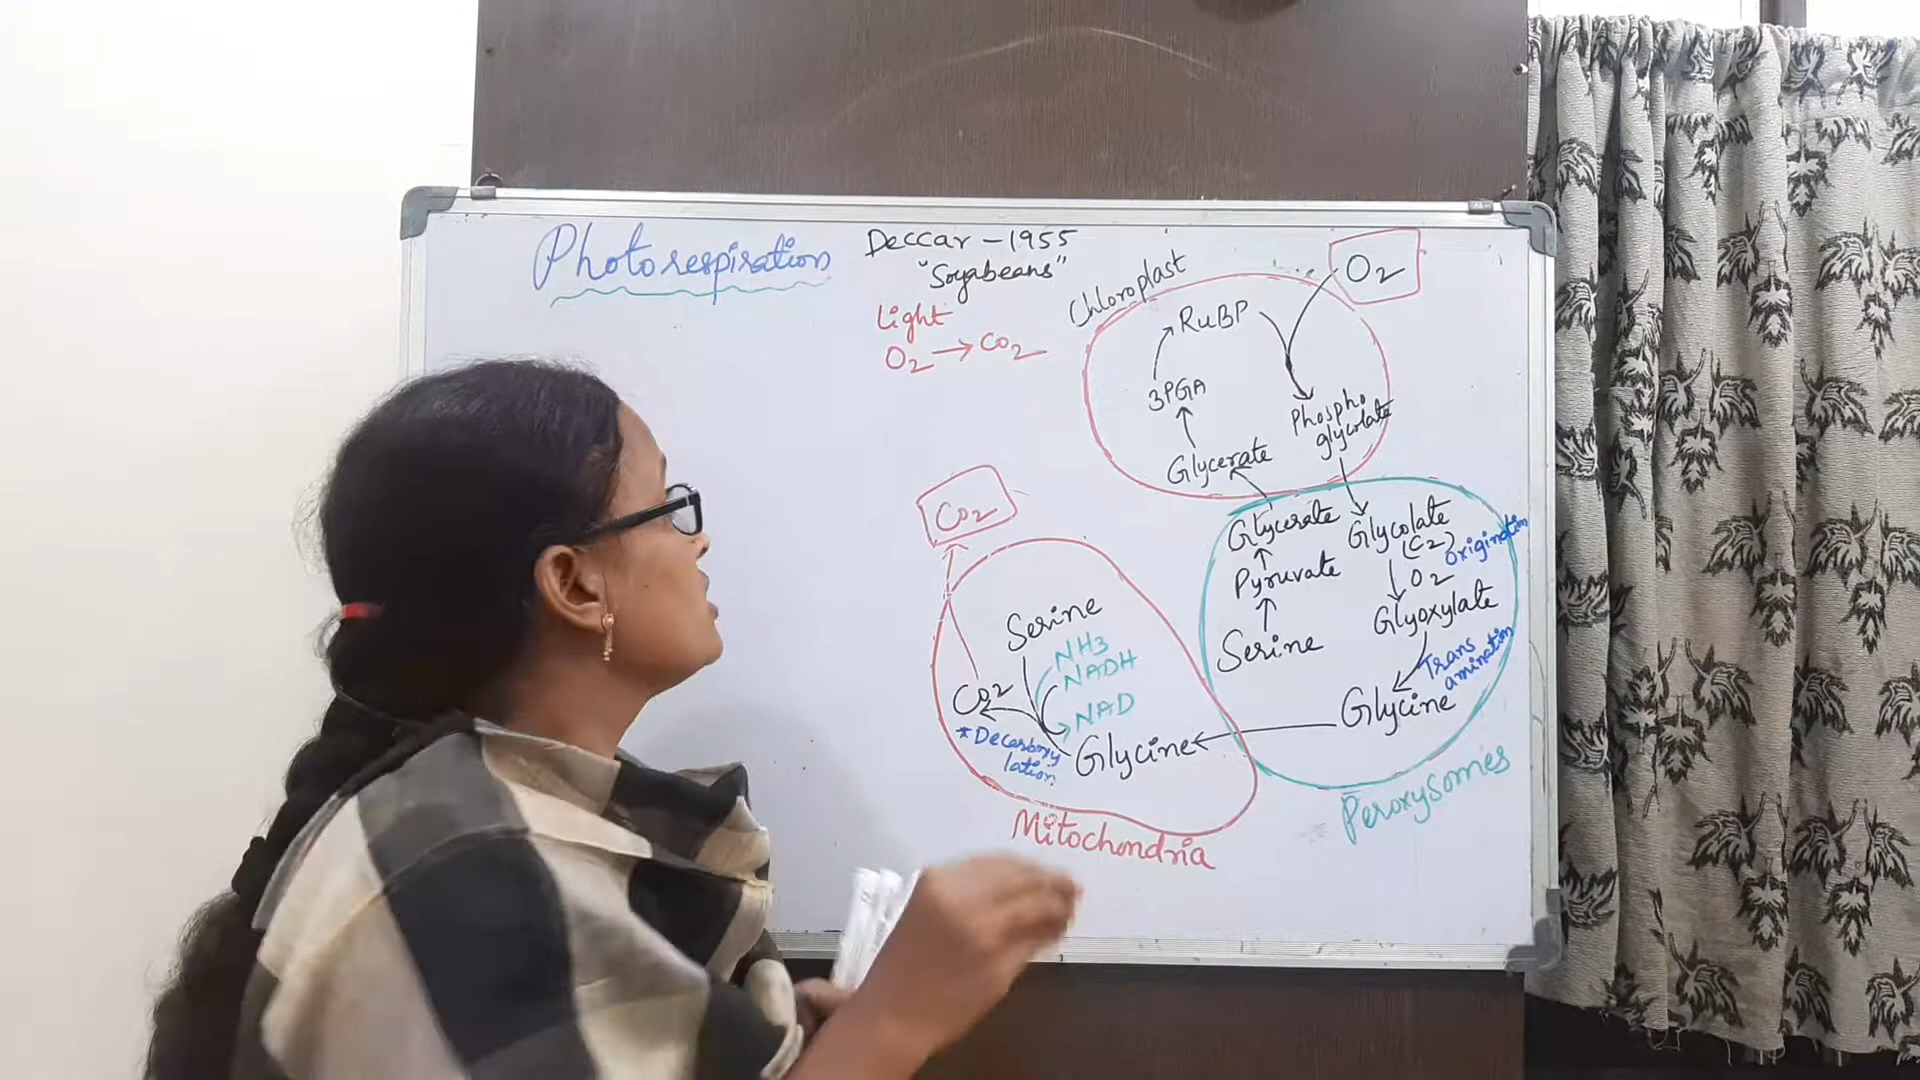 Photorespiration
Deccar - 1955
"Soyabeans"
Light
O2 → CO2
Chloroplast
O2
RuBP
3PGA
Phospho
glycolate
Glycerate
Glycerate
Glycolate
(C2)
Origination
O2
Pyruvate
Glyoxylate
Serine
Trans
amination
Glycine
Peroxysomes
CO2
Serine
NH3
NADH
CO2
NAD
*Decarboxy
lation
Glycine
Mitochondria